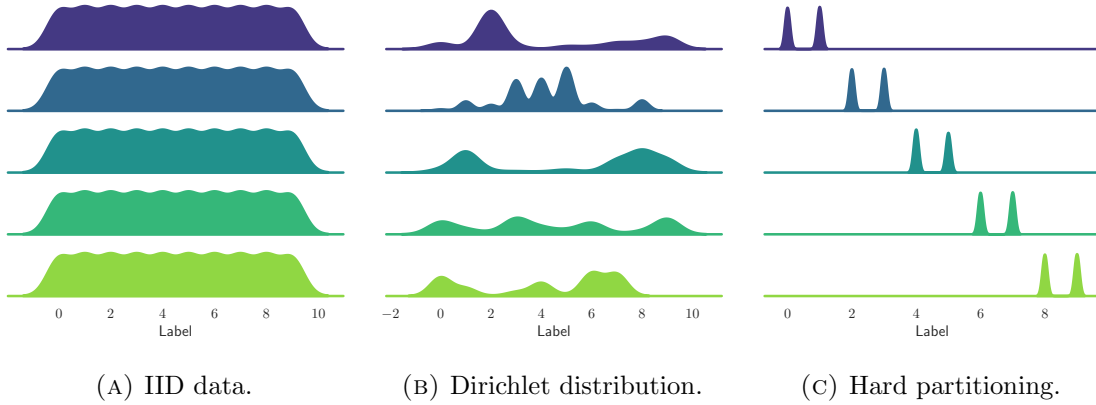 0 2 4 6 8 10
Label
−2 0 2 4 6 8 10
Label
0 2 4 6 8
Label
(A) IID data.
(B) Dirichlet distribution.
(C) Hard partitioning.